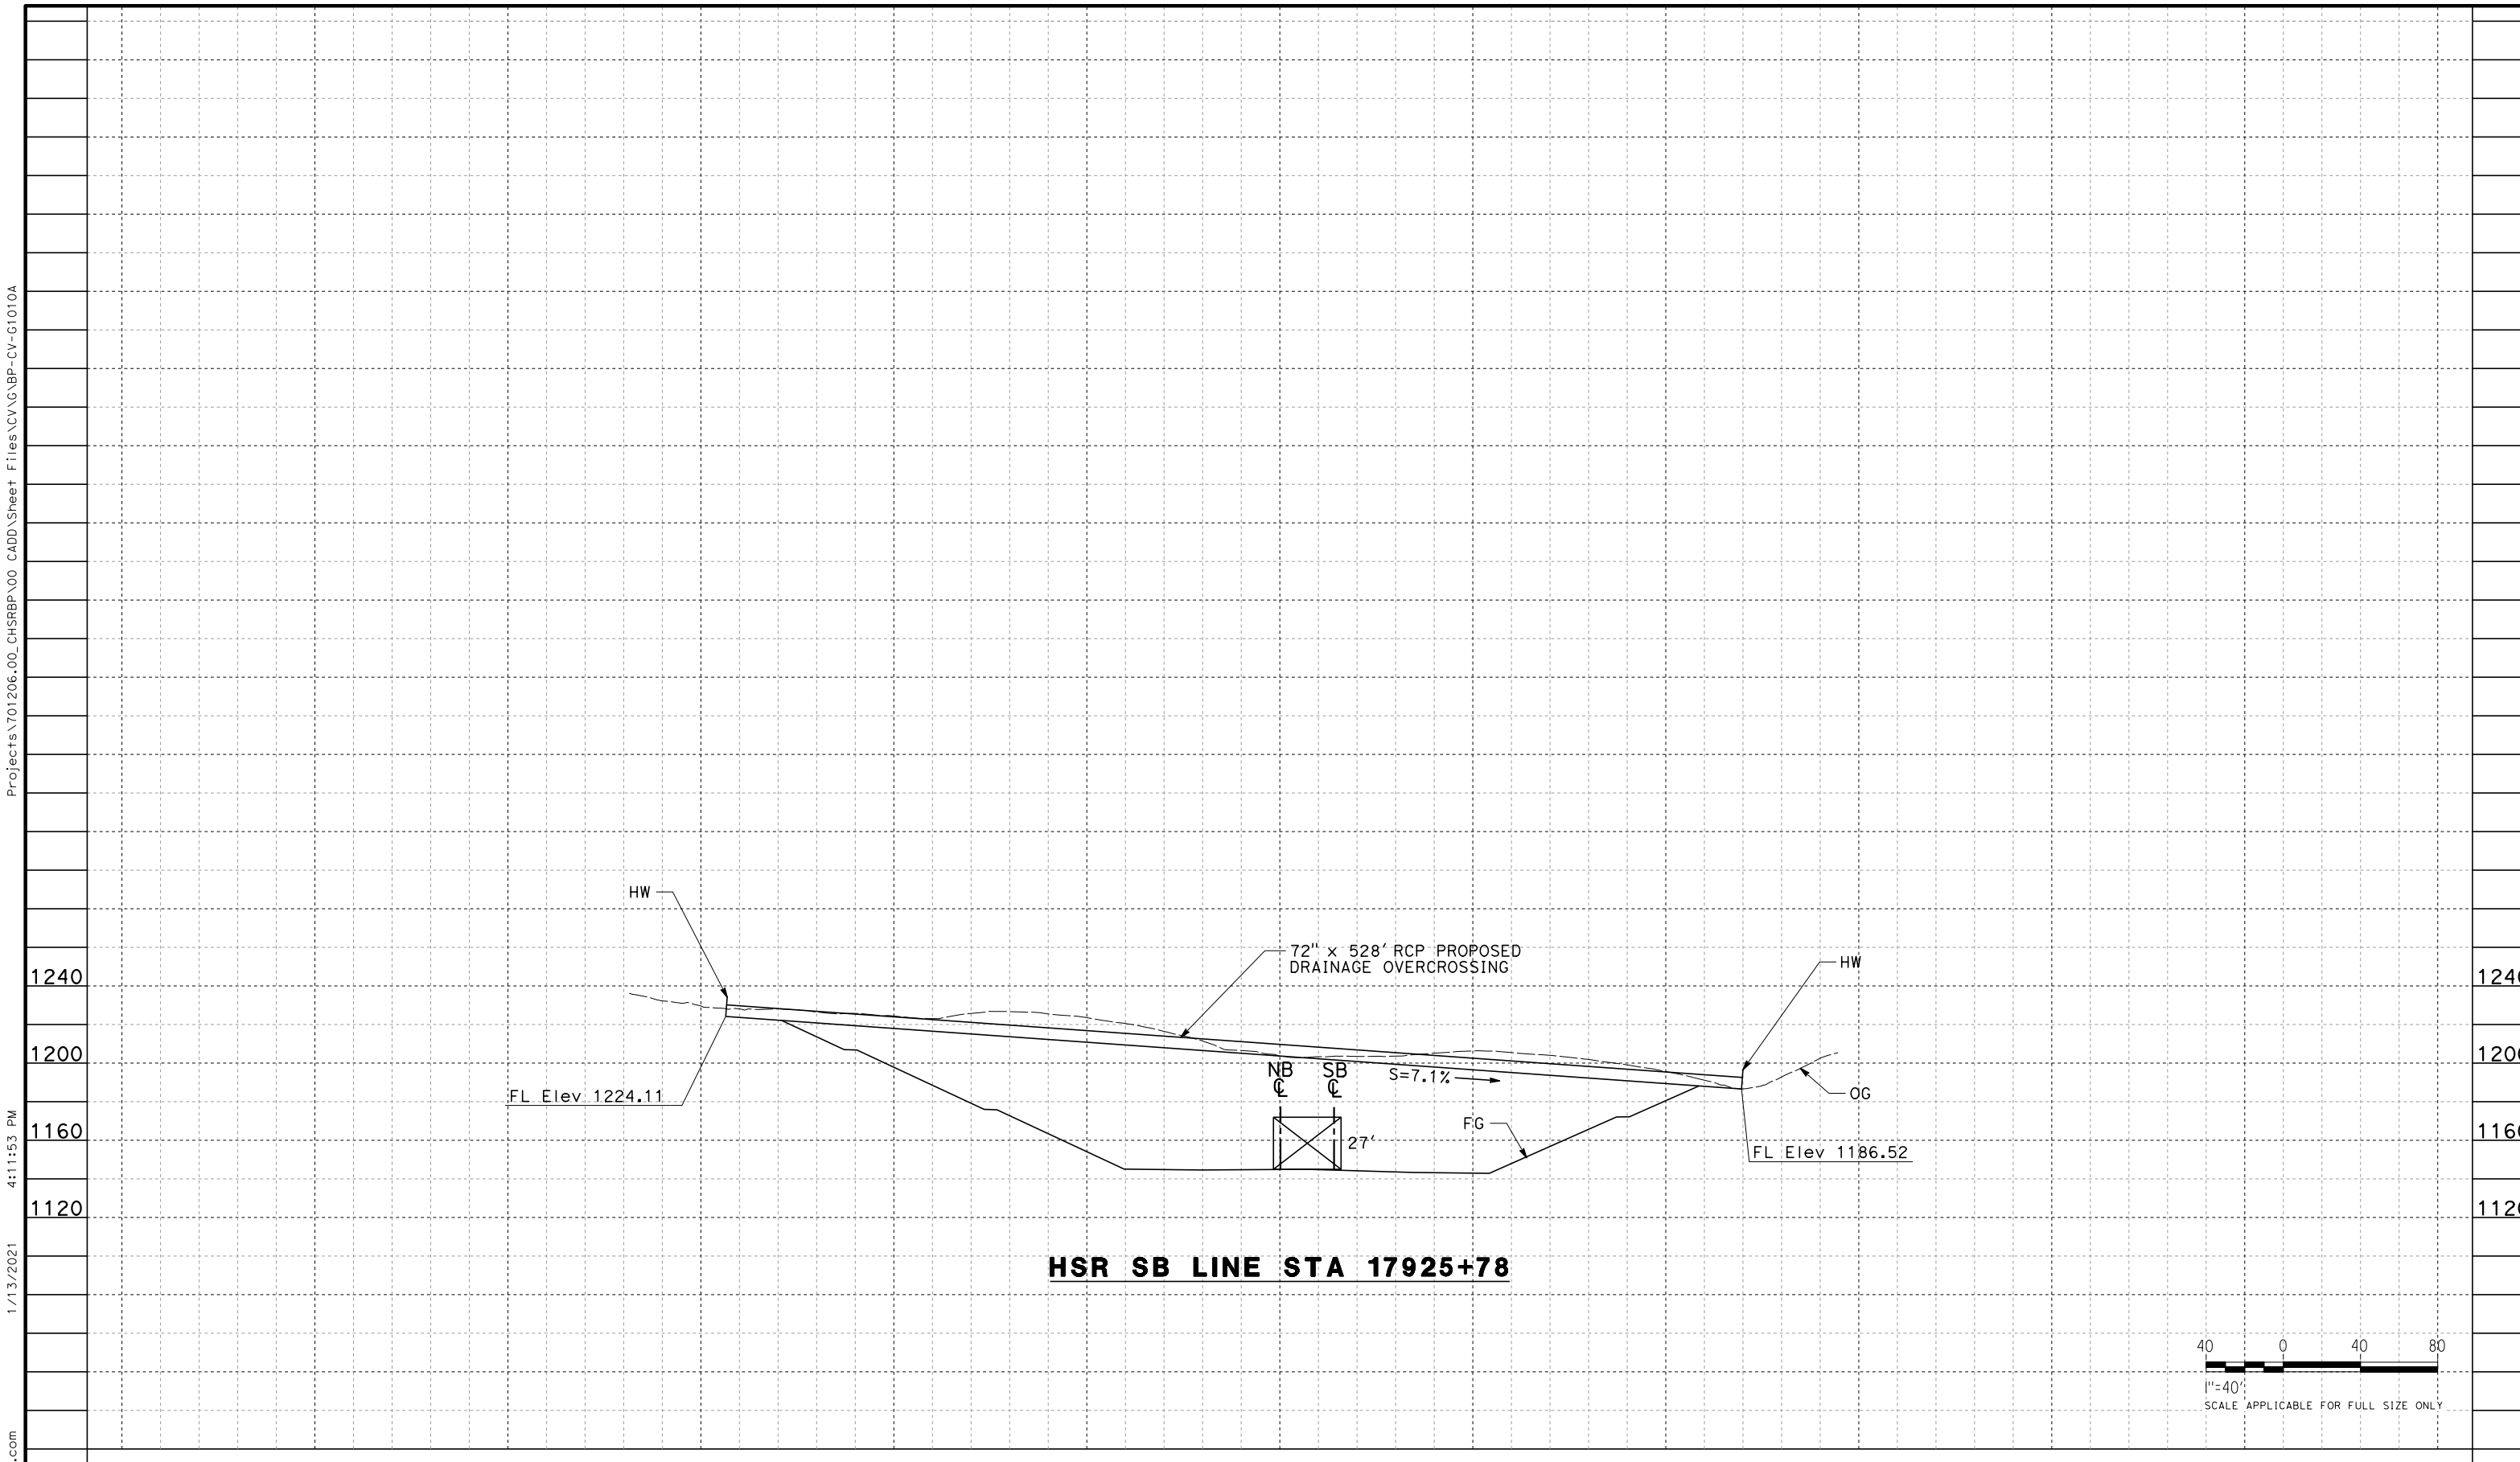 HW
72" x 528' RCP PROPOSED
DRAINAGE OVERCROSSING
HW
1240
1240
1200
1200
NB
SB
℄
℄
S=7.1%
FL Elev 1224.11
OG
FG
1160
27'
1160
FL Elev 1186.52
1120
1120
HSR SB LINE STA 17925+78
40 0 40 80
1"=40'
SCALE APPLICABLE FOR FULL SIZE ONLY
Projects\701206.00_CHSRBP\00 CADD\Sheet Files\CV\G\BP-CV-G1010A
1/13/2021 4:11:53 PM
.com